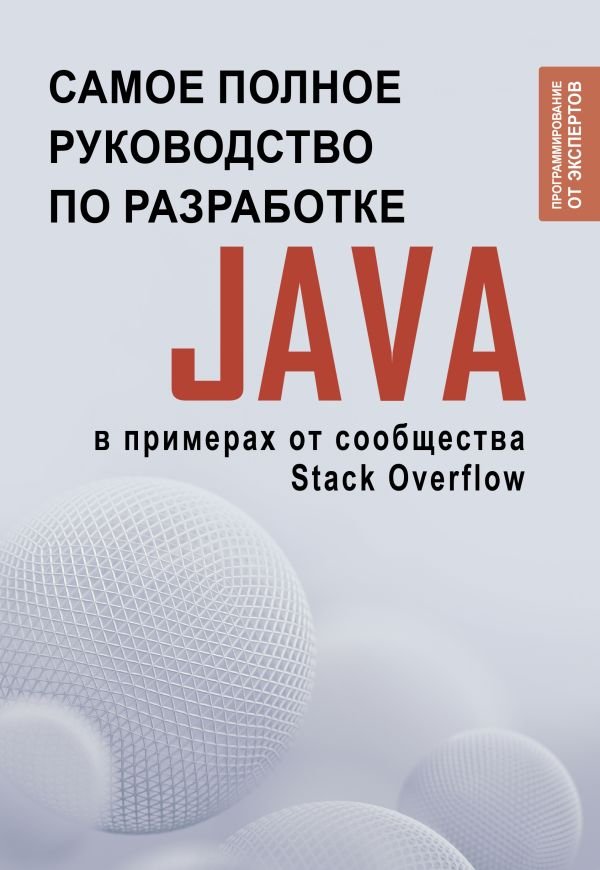 САМОЕ ПОЛНОЕ
РУКОВОДСТВО
ПО РАЗРАБОТКЕ
JAVA
в примерах от сообщества
Stack Overflow
ПРОГРАММИРОВАНИЕ
ОТ ЭКСПЕРТОВ